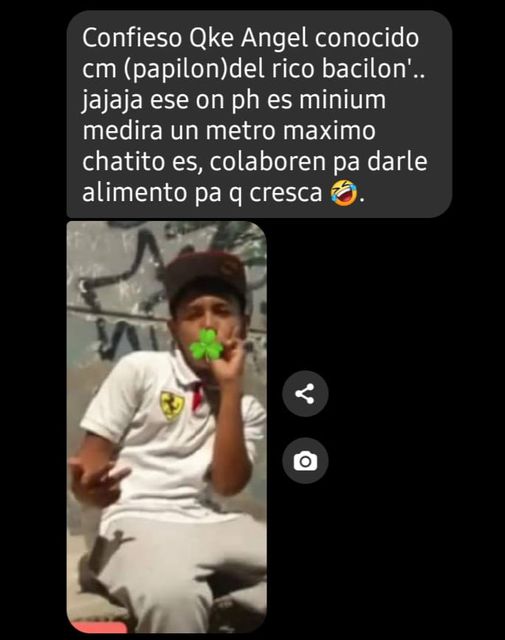 Confieso Qke Angel conocido
cm (papilon)del rico bacilon'..
jajaja ese on ph es minium
medira un metro maximo
chatito es, colaboren pa darle
alimento pa q cresca 🤣.